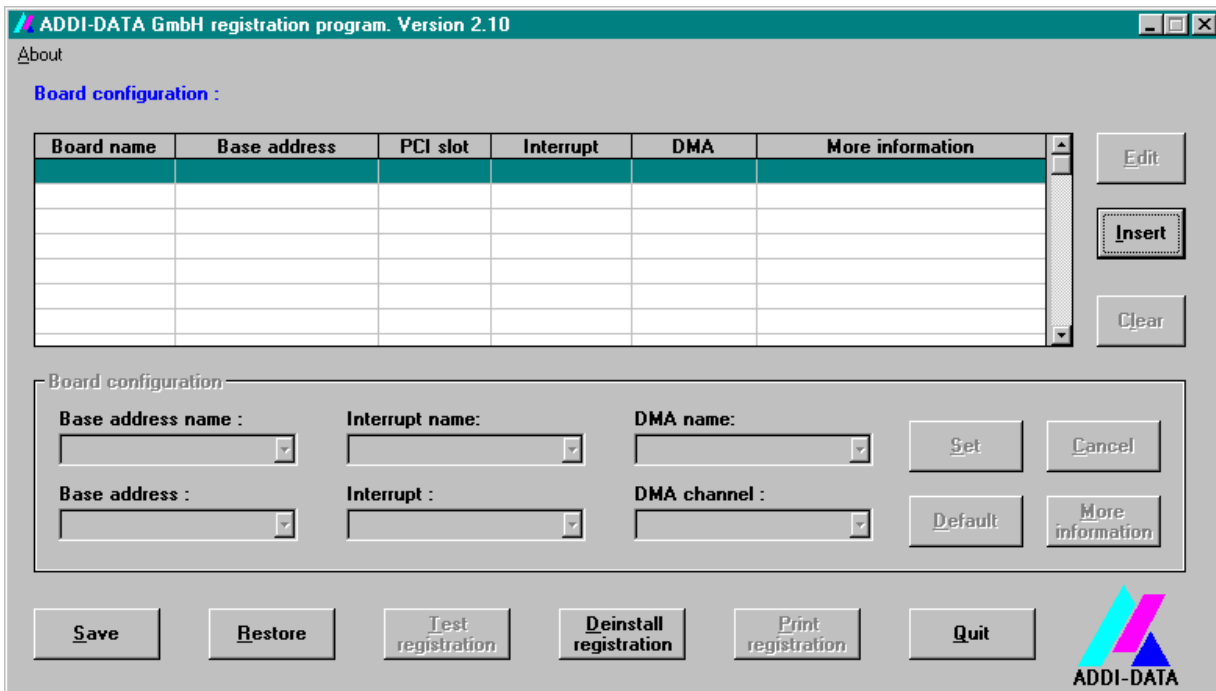 ADDI-DATA GmbH registration program. Version 2.10
About
Board configuration :
Board name Base address PCI slot Interrupt DMA More information
Edit
Insert
Clear
Board configuration
Base address name : Interrupt name: DMA name:
Set Cancel
Base address : Interrupt : DMA channel :
Default More
information
Save Restore Test
registration Deinstall
registration Print
registration Quit
ADDI-DATA